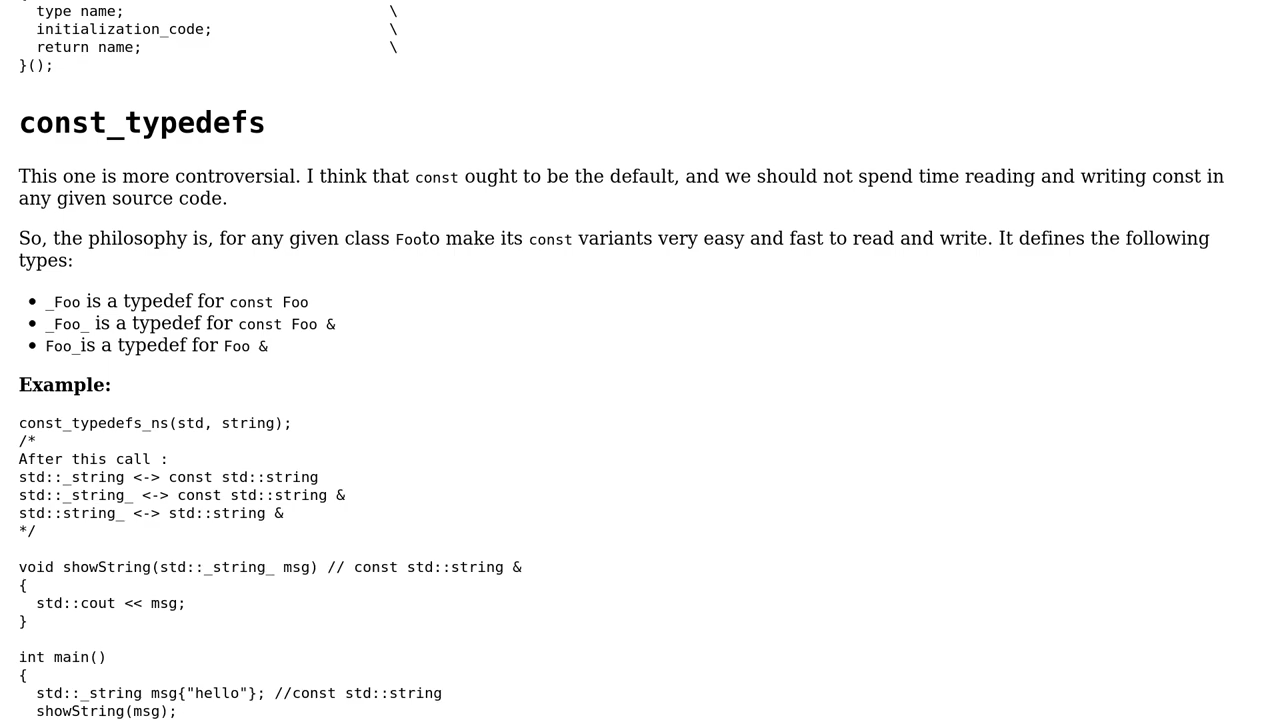 type name; \
initialization_code; \
return name; \
}();
const_typedefs
This one is more controversial. I think that const ought to be the default, and we should not spend time reading and writing const in
any given source code.
So, the philosophy is, for any given class Footo make its const variants very easy and fast to read and write. It defines the following
types:
• _Foo is a typedef for const Foo
• _Foo_ is a typedef for const Foo &
• Foo_is a typedef for Foo &
Example:
const_typedefs_ns(std, string);
/*
After this call :
std::_string <-> const std::string
std::_string_ <-> const std::string &
std::string_ <-> std::string &
*/
void showString(std::_string_ msg) // const std::string &
{
std::cout << msg;
}
int main()
{
std::_string msg{"hello"}; //const std::string
showString(msg);